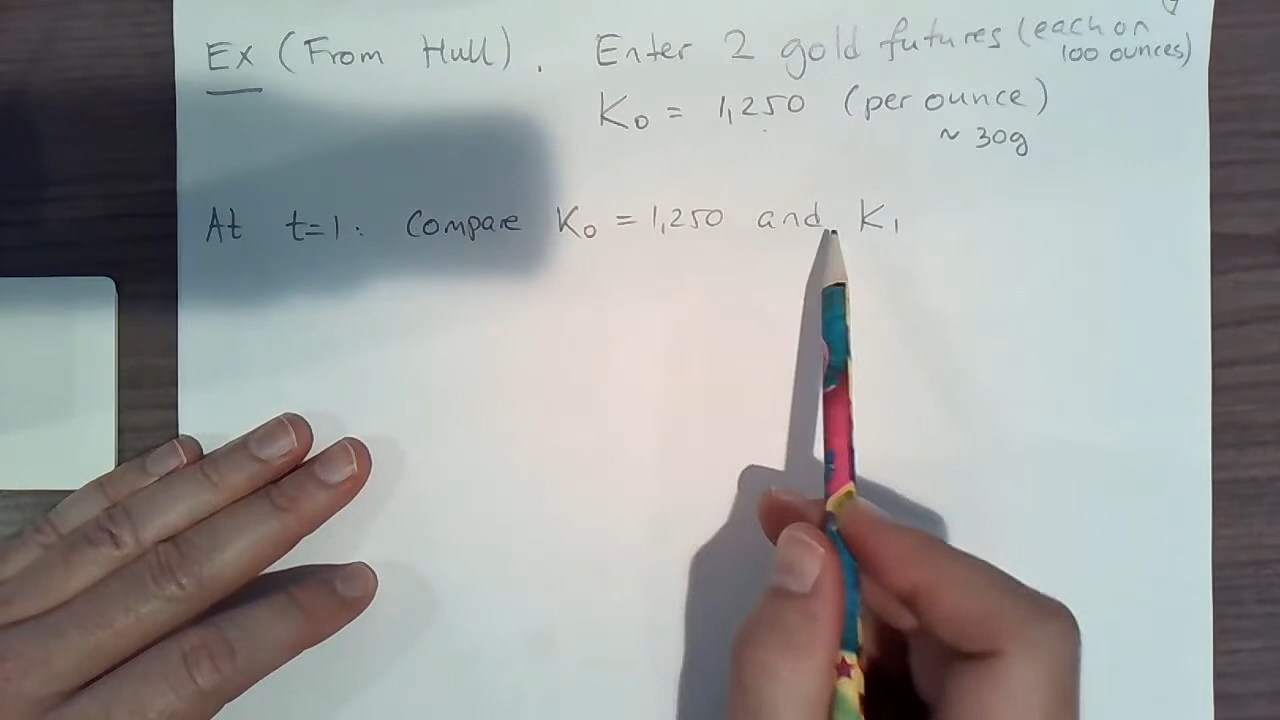 Ex (From Hull). Enter 2 gold futures (each on
100 ounces)
K₀ = 1,250 (per ounce)
~ 30g
At t=1: Compare K₀ = 1,250 and K₁